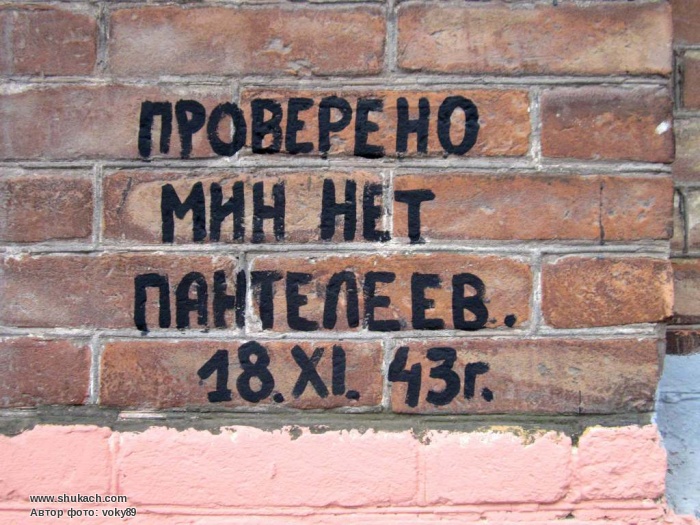 ПРОВЕРЕНО
МИН НЕТ
ПАНТЕЛЕЕВ.
18.XI. 43г.
www.shukach.com
Автор фото: voky89